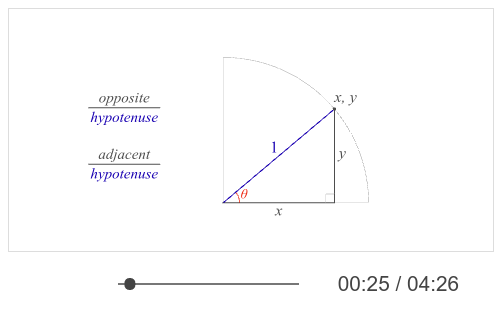 opposite
hypotenuse
adjacent
hypotenuse
x, y
1
y
θ
x
00:25 / 04:26